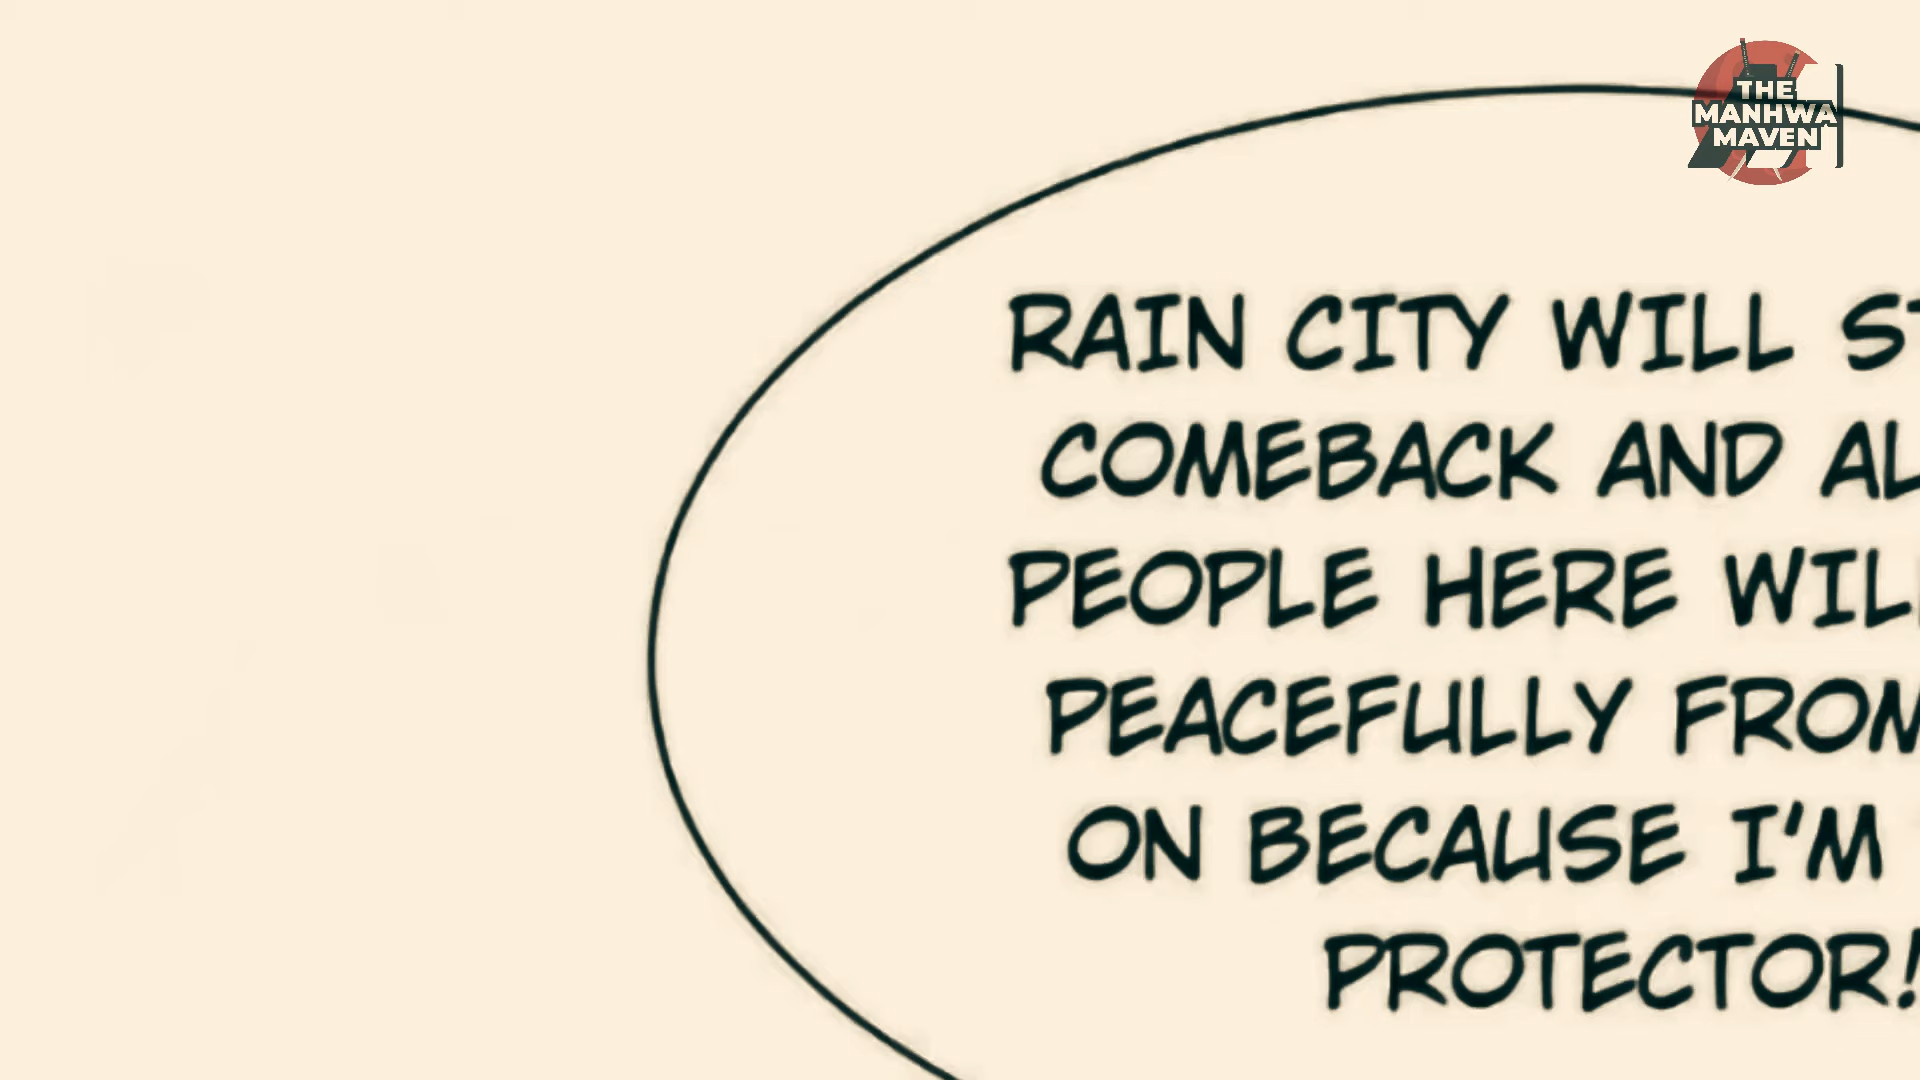 THE
MANHWA
MAVEN
RAIN CITY WILL
COMEBACK AND
PEOPLE HERE
PEACEFULLY
ON BECAUSE I'M
PROTECTOR!